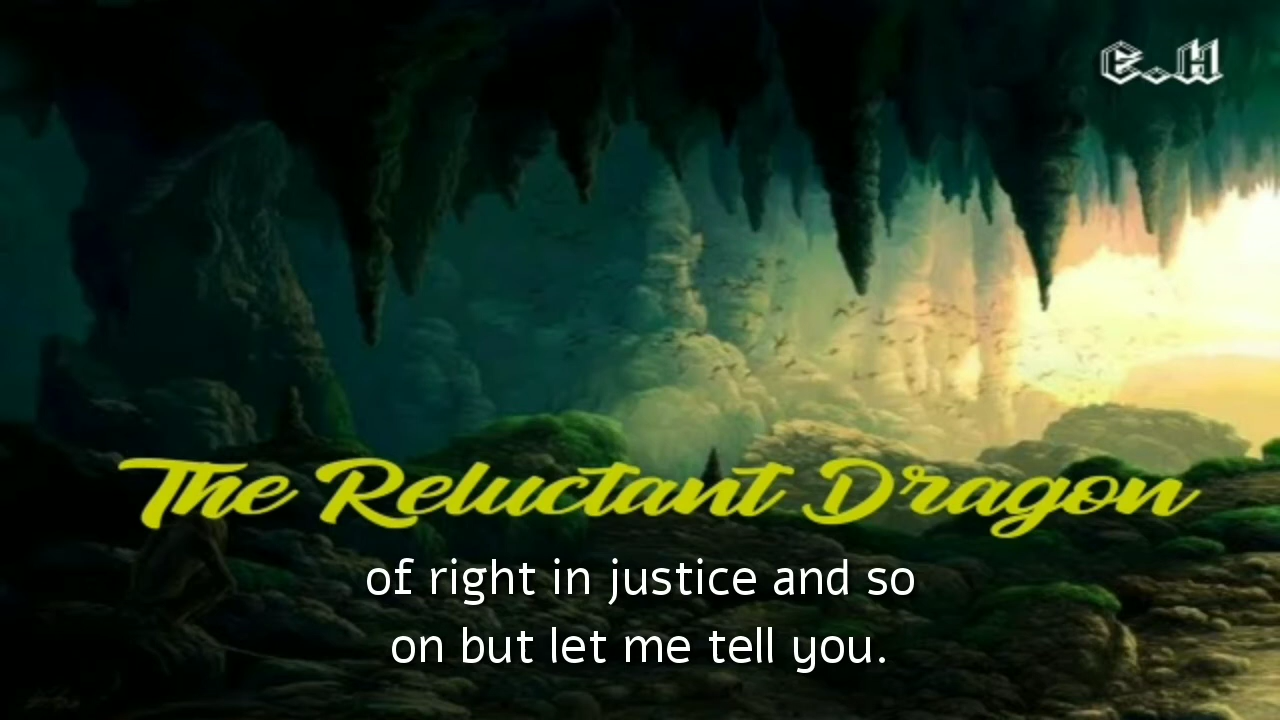 E.H
The Reluctant Dragon
of right in justice and so
on but let me tell you.